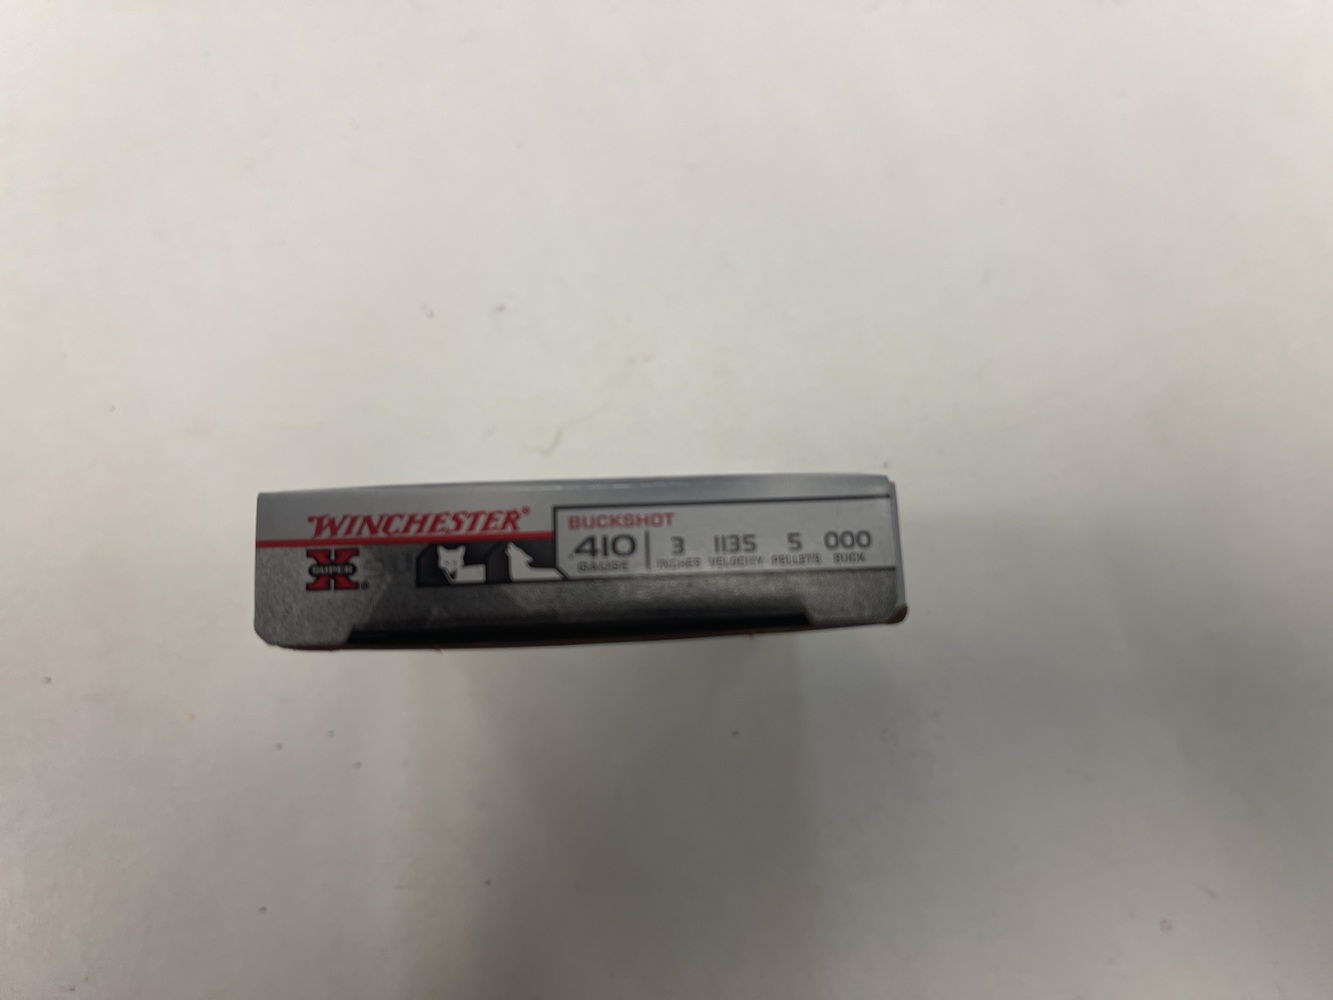 WINCHESTER®
SUPER X®
BUCKSHOT
.410 3 1135 5 000
GAUGE INCHES VELOCITY PELLETS BUCK